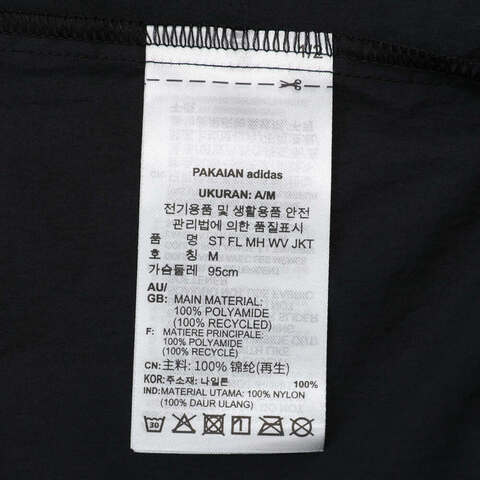 1/2
PAKAIAN adidas
UKURAN: A/M
전기용품 및 생활용품 안전
관리법에 의한 품질표시
品 명 ST FL MH WV JKT
호 칭 M
가슴둘레 95cm
AU/
GB: MAIN MATERIAL:
100% POLYAMIDE
(100% RECYCLED)
F: MATIERE PRINCIPALE:
100% POLYAMIDE
(100% RECYCLÉ)
CN: 主料: 100% 锦纶(再生)
KOR: 주소재: 나일론 100%
IND: MATERIAL UTAMA: 100% NYLON
(100% DAUR ULANG)
30